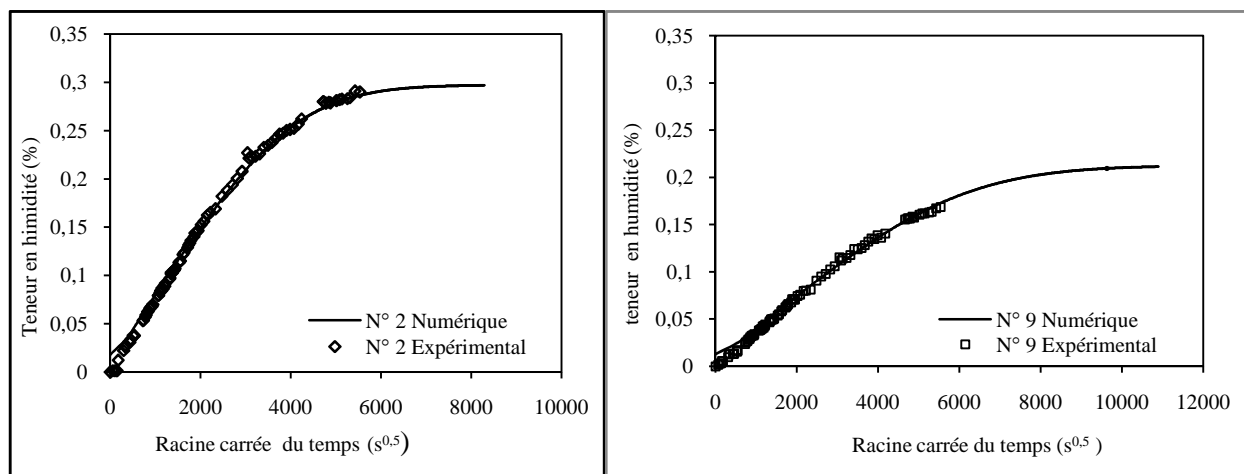 0,35
0,3
0,25
0,2
0,15
0,1
0,05
0
Teneur en himidité (%)
N° 2 Numérique
N° 2 Expérimental
0 2000 4000 6000 8000 10000
Racine carrée du temps (s^0,5)
0,35
0,3
0,25
0,2
0,15
0,1
0,05
0
teneur en humidité (%)
N° 9 Numérique
N° 9 Expérimental
0 2000 4000 6000 8000 10000 12000
Racine carrée du temps (s^0,5 )